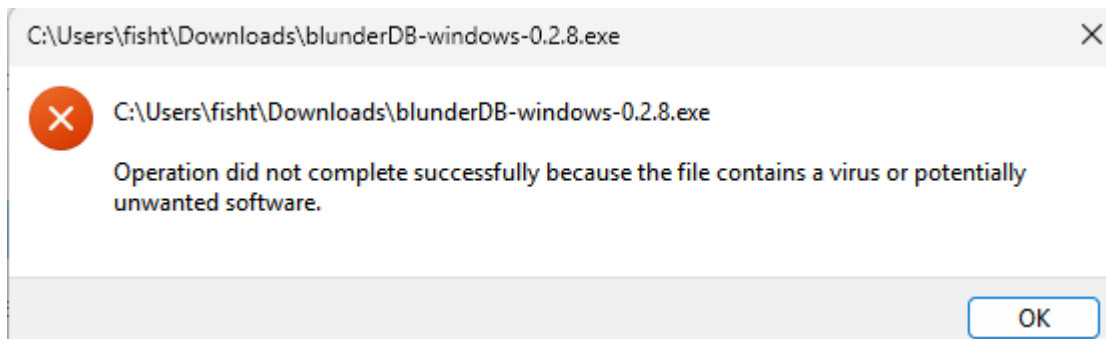 C:\Users\fisht\Downloads\blunderDB-windows-0.2.8.exe
C:\Users\fisht\Downloads\blunderDB-windows-0.2.8.exe
Operation did not complete successfully because the file contains a virus or potentially
unwanted software.
OK